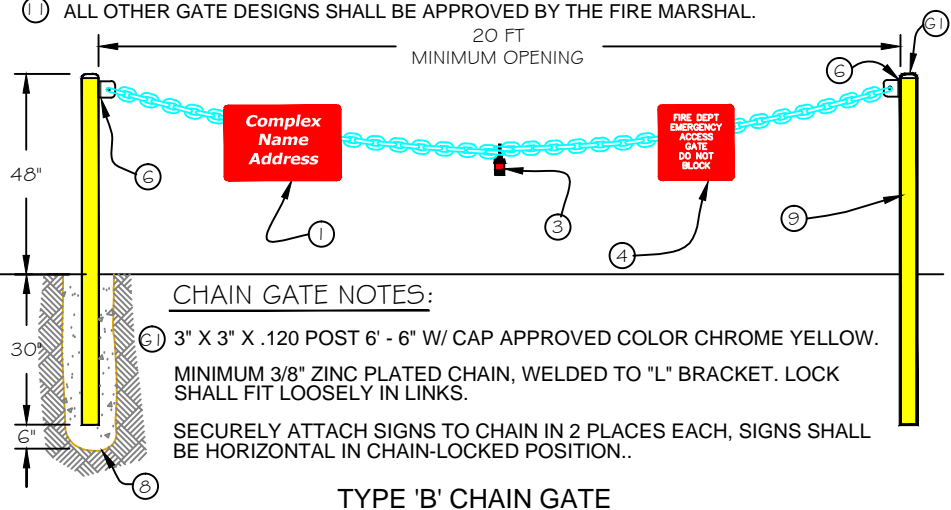 11 ALL OTHER GATE DESIGNS SHALL BE APPROVED BY THE FIRE MARSHAL.
20 FT
MINIMUM OPENING
G1
6
Complex
Name
Address
FIRE DEPT
EMERGENCY
ACCESS
GATE
DO NOT
BLOCK
48"
6
1
3
4
9
CHAIN GATE NOTES:
30"
G1 3" X 3" X .120 POST 6' - 6" W/ CAP APPROVED COLOR CHROME YELLOW.
MINIMUM 3/8" ZINC PLATED CHAIN, WELDED TO "L" BRACKET. LOCK
SHALL FIT LOOSELY IN LINKS.
6"
SECURELY ATTACH SIGNS TO CHAIN IN 2 PLACES EACH, SIGNS SHALL
BE HORIZONTAL IN CHAIN-LOCKED POSITION..
8
TYPE 'B' CHAIN GATE